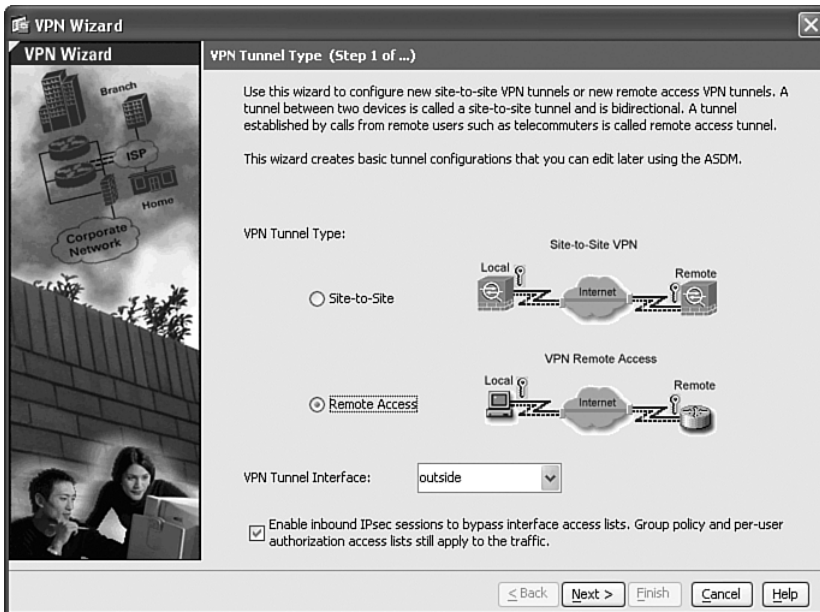 VPN Wizard
VPN Wizard
Branch
ISP
Home
Corporate
Network
VPN Tunnel Type (Step 1 of ...)
Use this wizard to configure new site-to-site VPN tunnels or new remote access VPN tunnels. A
tunnel between two devices is called a site-to-site tunnel and is bidirectional. A tunnel
established by calls from remote users such as telecommuters is called remote access tunnel.
This wizard creates basic tunnel configurations that you can edit later using the ASDM.
VPN Tunnel Type:
Site-to-Site VPN
Local
Remote
Internet
Site-to-Site
VPN Remote Access
Local
Remote
Internet
Remote Access
VPN Tunnel Interface:
outside
Enable inbound IPsec sessions to bypass interface access lists. Group policy and per-user
authorization access lists still apply to the traffic.
< Back
Next >
Finish
Cancel
Help